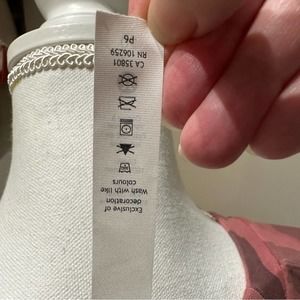 Exclusive of
decoration
Wash with like
colours
CA 35801
RN 106259
P6